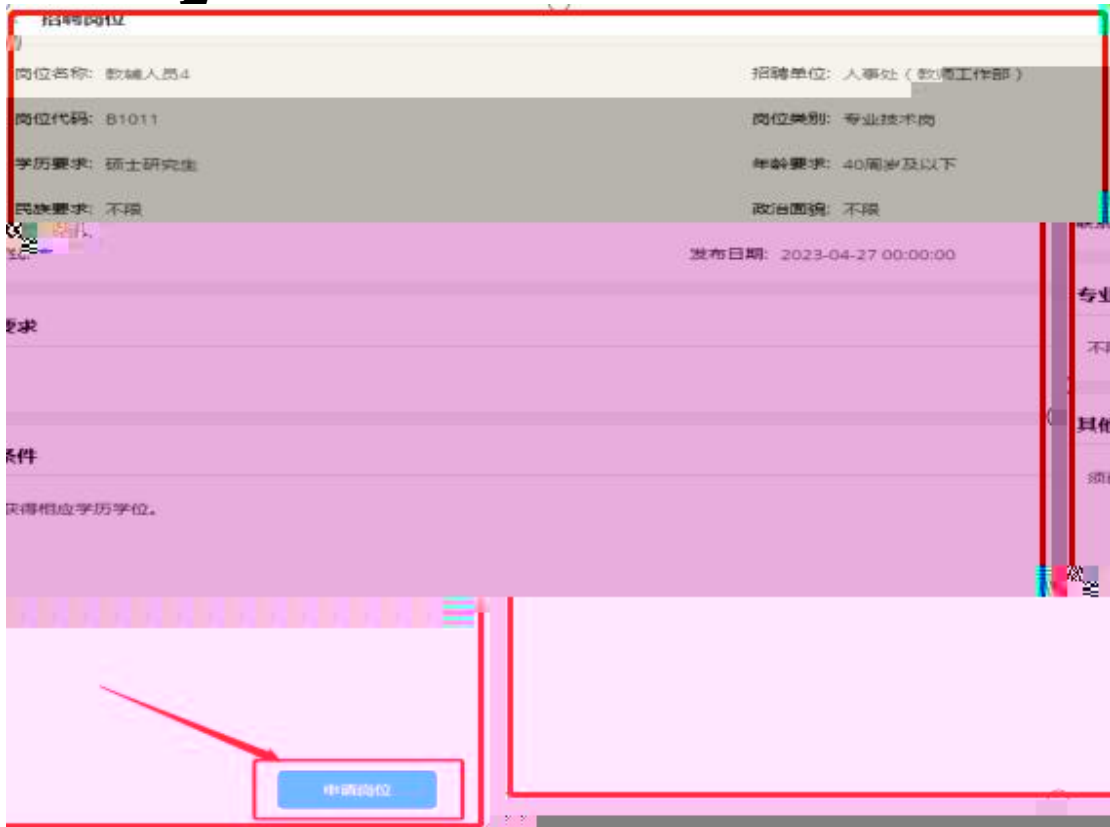 招聘岗位
岗位名称: 教辅人员4 招聘单位: 人事处(教师工作部)
岗位代码: B1011 岗位类别: 专业技术岗
学历要求: 硕士研究生 年龄要求: 40周岁及以下
民族要求: 不限 政治面貌: 不限
发布日期: 2023-04-27 00:00:00
专业
要求
不限
其他
条件
须
获得相应学历学位。
申请岗位